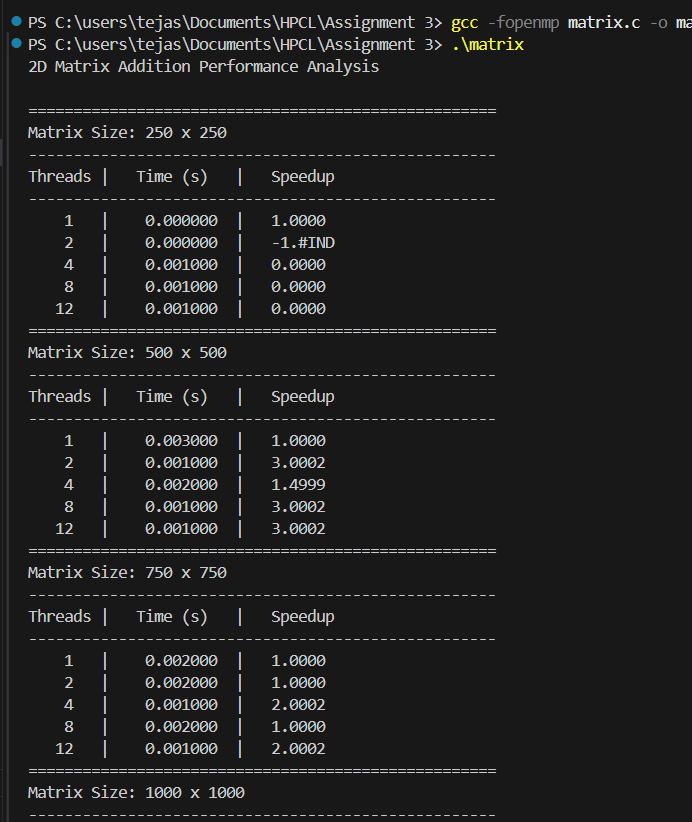 PS C:\users\tejas\Documents\HPCL\Assignment 3> gcc -fopenmp matrix.c -o ma
PS C:\users\tejas\Documents\HPCL\Assignment 3> .\matrix
2D Matrix Addition Performance Analysis
====================================================
Matrix Size: 250 x 250
----------------------------------------------------
Threads |   Time (s)   |   Speedup
----------------------------------------------------
    1   |    0.000000  |   1.0000
    2   |    0.000000  |   -1.#IND
    4   |    0.001000  |   0.0000
    8   |    0.001000  |   0.0000
   12   |    0.001000  |   0.0000
====================================================
Matrix Size: 500 x 500
----------------------------------------------------
Threads |   Time (s)   |   Speedup
----------------------------------------------------
    1   |    0.003000  |   1.0000
    2   |    0.001000  |   3.0002
    4   |    0.002000  |   1.4999
    8   |    0.001000  |   3.0002
   12   |    0.001000  |   3.0002
====================================================
Matrix Size: 750 x 750
----------------------------------------------------
Threads |   Time (s)   |   Speedup
----------------------------------------------------
    1   |    0.002000  |   1.0000
    2   |    0.002000  |   1.0000
    4   |    0.001000  |   2.0002
    8   |    0.002000  |   1.0000
   12   |    0.001000  |   2.0002
====================================================
Matrix Size: 1000 x 1000
----------------------------------------------------